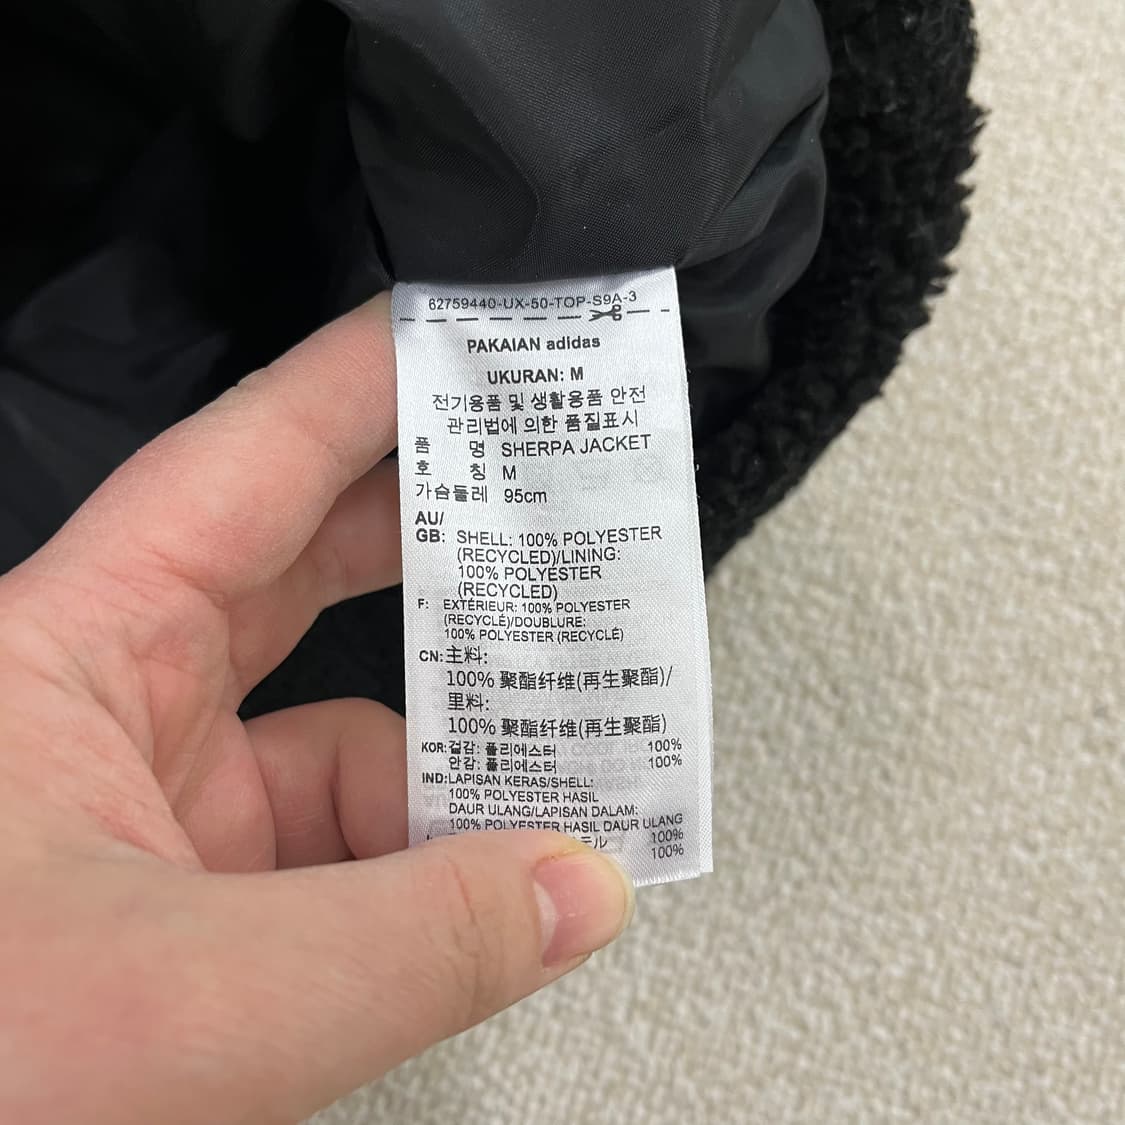 62759440-UX-50-TOP-S9A-3
PAKAIAN adidas
UKURAN: M
전기용품 및 생활용품 안전
관리법에 의한 품질표시
품 명 SHERPA JACKET
호 칭 M
가슴둘레 95cm
AU/
GB: SHELL: 100% POLYESTER
(RECYCLED)/LINING:
100% POLYESTER
(RECYCLED)
F: EXTÉRIEUR: 100% POLYESTER
(RECYCLÉ)/DOUBLURE:
100% POLYESTER (RECYCLÉ)
CN: 主料:
100% 聚酯纤维(再生聚酯)/
里料:
100% 聚酯纤维(再生聚酯)
KOR: 겉감: 폴리에스터 100%
안감: 폴리에스터 100%
IND: LAPISAN KERAS/SHELL:
100% POLYESTER HASIL
DAUR ULANG/LAPISAN DALAM:
100% POLYESTER HASIL DAUR ULANG
100%
100%